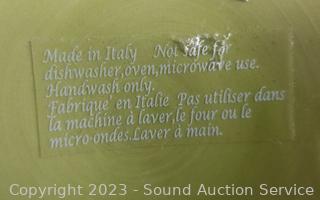 Made in Italy Not safe for
dishwasher,oven,microwave use.
Handwash only.
Fabrique' en Italie Pas utiliser dans
la machine à laver,le four ou le
micro-ondes.Laver à main.
Copyright 2023 - Sound Auction Service